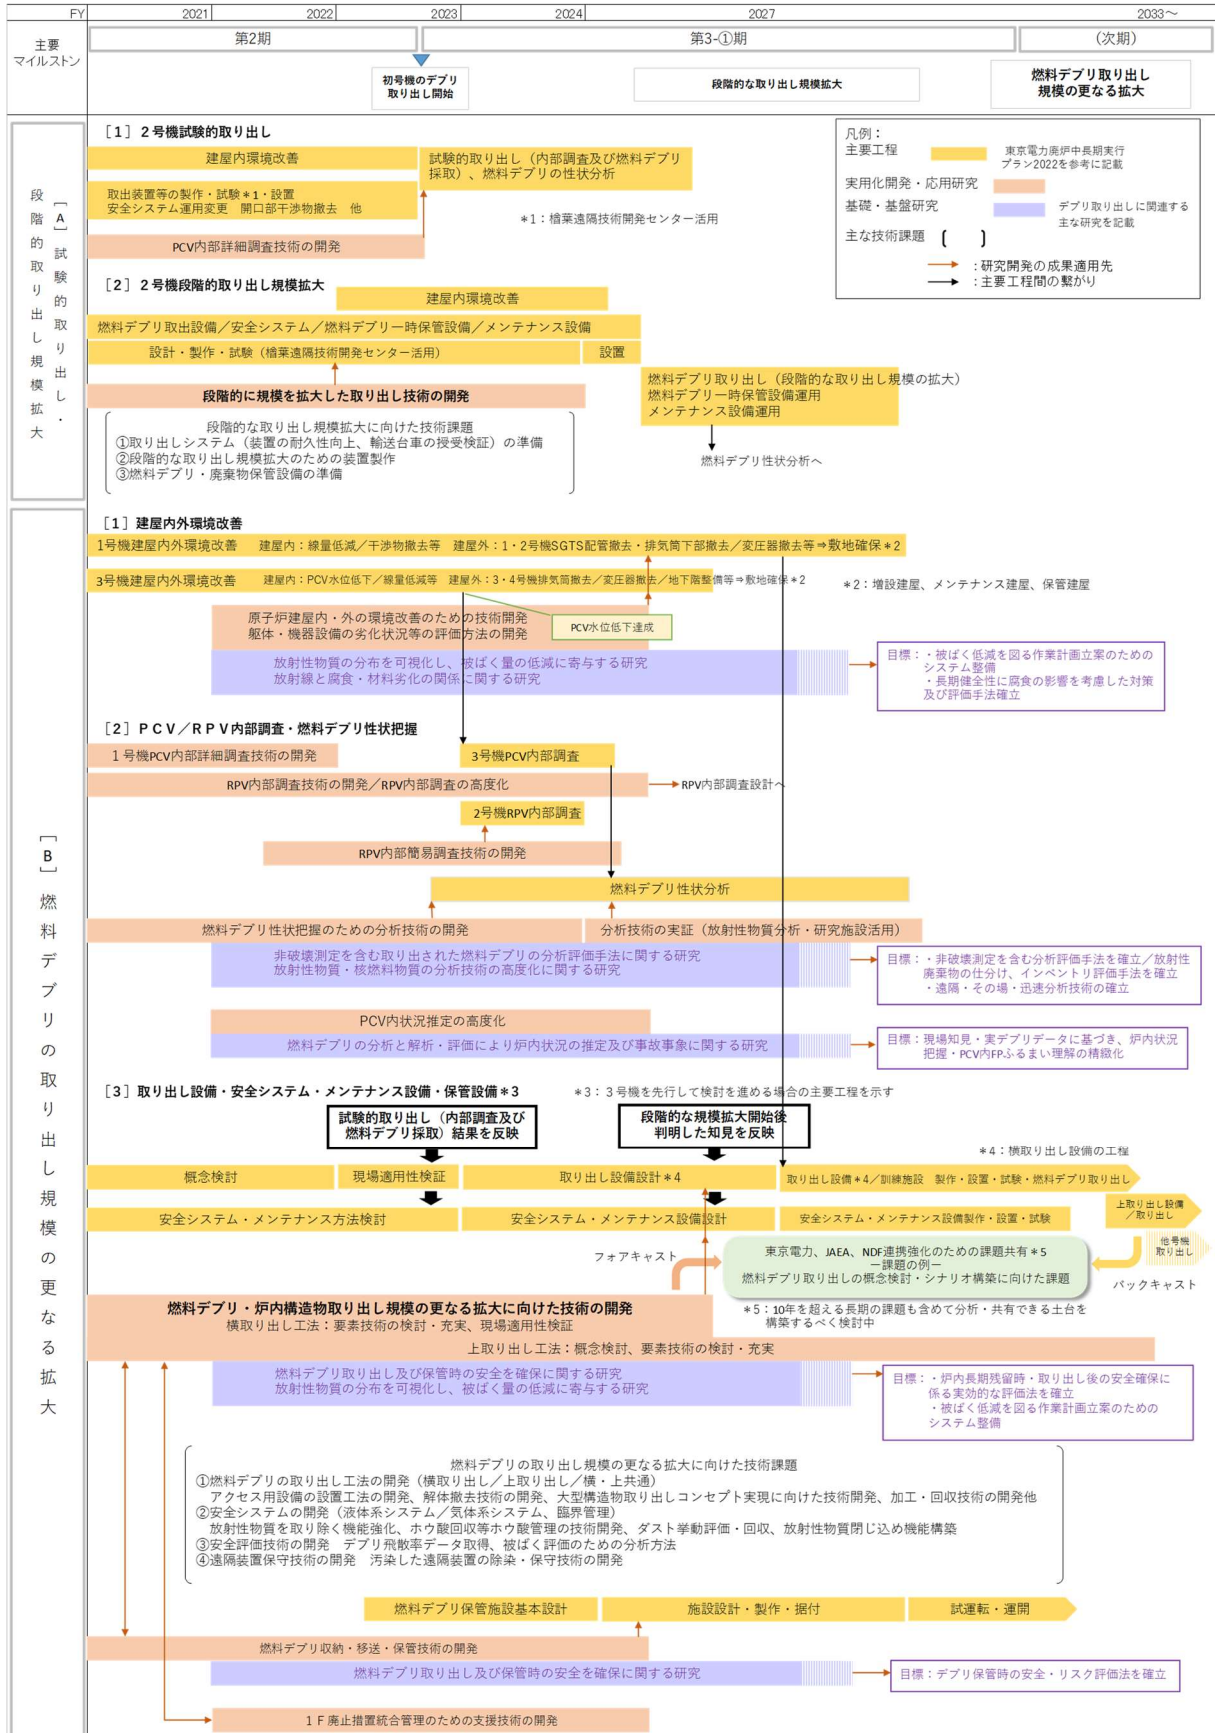 FY 2021 2022 2023 2024 2027 2033～
主要
マイルストン
第2期
第3-①期
(次期)
初号機のデブリ
取り出し開始
段階的な取り出し規模拡大
燃料デブリ取り出し
規模の更なる拡大
［A］試験的取り出し・
段階的取り出し規模拡大
［1］２号機試験的取り出し
建屋内環境改善
試験的取り出し（内部調査及び燃料デブリ
採取）、燃料デブリの性状分析
取出装置等の製作・試験＊1・設置
安全システム運用変更　開口部干渉物撤去　他
＊1：楢葉遠隔技術開発センター活用
PCV内部詳細調査技術の開発
凡例：
主要工程
東京電力廃炉中長期実行
プラン2022を参考に記載
実用化開発・応用研究
基礎・基盤研究
デブリ取り出しに関連する
主な研究を記載
主な技術課題 ( )
：研究開発の成果適用先
：主要工程間の繋がり
［2］２号機段階的取り出し規模拡大
建屋内環境改善
燃料デブリ取出設備／安全システム／燃料デブリ一時保管設備／メンテナンス設備
設計・製作・試験（楢葉遠隔技術開発センター活用）
設置
段階的に規模を拡大した取り出し技術の開発
燃料デブリ取り出し（段階的な取り出し規模の拡大）
燃料デブリ一時保管設備運用
メンテナンス設備運用
燃料デブリ性状分析へ
段階的な取り出し規模拡大に向けた技術課題
①取り出しシステム（装置の耐久性向上、輸送台車の授受検証）の準備
②段階的な取り出し規模拡大のための装置製作
③燃料デブリ・廃棄物保管設備の準備
［B］燃料デブリの取り出し規模の更なる拡大
［1］建屋内外環境改善
1号機建屋内外環境改善　建屋内：線量低減／干渉物撤去等　建屋外：1・2号機SGTS配管撤去・排気筒下部撤去／変圧器撤去等⇒敷地確保＊2
3号機建屋内外環境改善　建屋内：PCV水位低下／線量低減等　建屋外：3・4号機排気筒撤去／変圧器撤去／地下階整備等⇒敷地確保＊2
＊2：増設建屋、メンテナンス建屋、保管建屋
原子炉建屋内・外の環境改善のための技術開発
躯体・機器設備の劣化状況等の評価方法の開発
PCV水位低下達成
放射性物質の分布を可視化し、被ばく量の低減に寄与する研究
放射線と腐食・材料劣化の関係に関する研究
目標：・被ばく低減を図る作業計画立案のための
システム整備
・長期健全性に腐食の影響を考慮した対策
及び評価手法確立
［2］ＰＣＶ／ＲＰＶ内部調査・燃料デブリ性状把握
１号機PCV内部詳細調査技術の開発
3号機PCV内部調査
RPV内部調査技術の開発／RPV内部調査の高度化
RPV内部調査設計へ
2号機RPV内部調査
RPV内部簡易調査技術の開発
燃料デブリ性状分析
燃料デブリ性状把握のための分析技術の開発
分析技術の実証（放射性物質分析・研究施設活用）
非破壊測定を含む取り出された燃料デブリの分析評価手法に関する研究
放射性物質・核燃料物質の分析技術の高度化に関する研究
目標：・非破壊測定を含む分析評価手法を確立／放射性
廃棄物の仕分け、インベントリ評価手法を確立
・遠隔・その場・迅速分析技術の確立
PCV内状況推定の高度化
燃料デブリの分析と解析・評価により炉内状況の推定及び事故事象に関する研究
目標：現場知見・実デブリデータに基づき、炉内状況
把握・PCV内FPふるまい理解の精緻化
［3］取り出し設備・安全システム・メンテナンス設備・保管設備＊3
＊3：３号機を先行して検討を進める場合の主要工程を示す
試験的取り出し（内部調査及び
燃料デブリ採取）結果を反映
段階的な規模拡大開始後
判明した知見を反映
＊4：横取り出し設備の工程
概念検討
現場適用性検証
取り出し設備設計＊4
取り出し設備＊4／訓練施設　製作・設置・試験・燃料デブリ取り出し
安全システム・メンテナンス方法検討
安全システム・メンテナンス設備設計
安全システム・メンテナンス設備製作・設置・試験
上取り出し設備
／取り出し
他号機
取り出し
フォアキャスト
東京電力、JAEA、NDF連携強化のための課題共有＊5
ー課題の例ー
燃料デブリ取り出しの概念検討・シナリオ構築に向けた課題
バックキャスト
＊5：10年を超える長期の課題も含めて分析・共有できる土台を
構築するべく検討中
燃料デブリ・炉内構造物取り出し規模の更なる拡大に向けた技術の開発
横取り出し工法：要素技術の検討・充実、現場適用性検証
上取り出し工法：概念検討、要素技術の検討・充実
燃料デブリ取り出し及び保管時の安全を確保に関する研究
放射性物質の分布を可視化し、被ばく量の低減に寄与する研究
目標：・炉内長期残留時・取り出し後の安全確保に
係る実効的な評価法を確立
・被ばく低減を図る作業計画立案のための
システム整備
燃料デブリの取り出し規模の更なる拡大に向けた技術課題
①燃料デブリの取り出し工法の開発（横取り出し／上取り出し／横・上共通）
アクセス用設備の設置工法の開発、解体撤去技術の開発、大型構造物取り出しコンセプト実現に向けた技術開発、加工・回収技術の開発他
②安全システムの開発（液体系システム／気体系システム、臨界管理）
放射性物質を取り除く機能強化、ホウ酸回収等ホウ酸管理の技術開発、ダスト挙動評価・回収、放射性物質閉じ込め機能構築
③安全評価技術の開発　デブリ飛散率データ取得、被ばく評価のための分析方法
④遠隔装置保守技術の開発　汚染した遠隔装置の除染・保守技術の開発
燃料デブリ保管施設基本設計
施設設計・製作・据付
試運転・運開
燃料デブリ収納・移送・保管技術の開発
燃料デブリ取り出し及び保管時の安全を確保に関する研究
目標：デブリ保管時の安全・リスク評価法を確立
１Ｆ廃止措置統合管理のための支援技術の開発